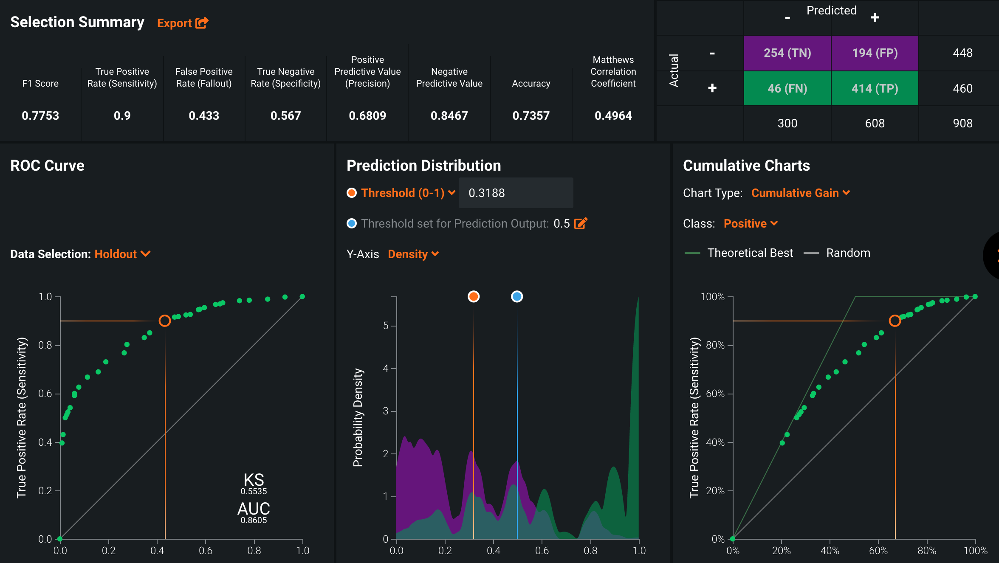 Selection Summary Export
F1 Score
True Positive
Rate (Sensitivity)
False Positive
Rate (Fallout)
True Negative
Rate (Specificity)
Positive
Predictive Value
(Precision)
Negative
Predictive Value
Accuracy
Matthews
Correlation
Coefficient
0.7753 0.9 0.433 0.567 0.6809 0.8467 0.7357 0.4964
Predicted
- +
Actual
- 254 (TN) 194 (FP) 448
+ 46 (FN) 414 (TP) 460
300 608 908
ROC Curve
Data Selection: Holdout
True Positive Rate (Sensitivity)
1.0
0.8
0.6
0.4
0.2
0.0
0.0 0.2 0.4 0.6 0.8 1.0
KS
0.5535
AUC
0.8605
Prediction Distribution
Threshold (0-1) 0.3188
Threshold set for Prediction Output: 0.5
Y-Axis Density
Probability Density
5
4
3
2
1
0
0.0 0.2 0.4 0.6 0.8 1.0
Cumulative Charts
Chart Type: Cumulative Gain
Class: Positive
Theoretical Best Random
True Positive Rate (Sensitivity)
100%
80%
60%
40%
20%
0%
0% 20% 40% 60% 80% 100%